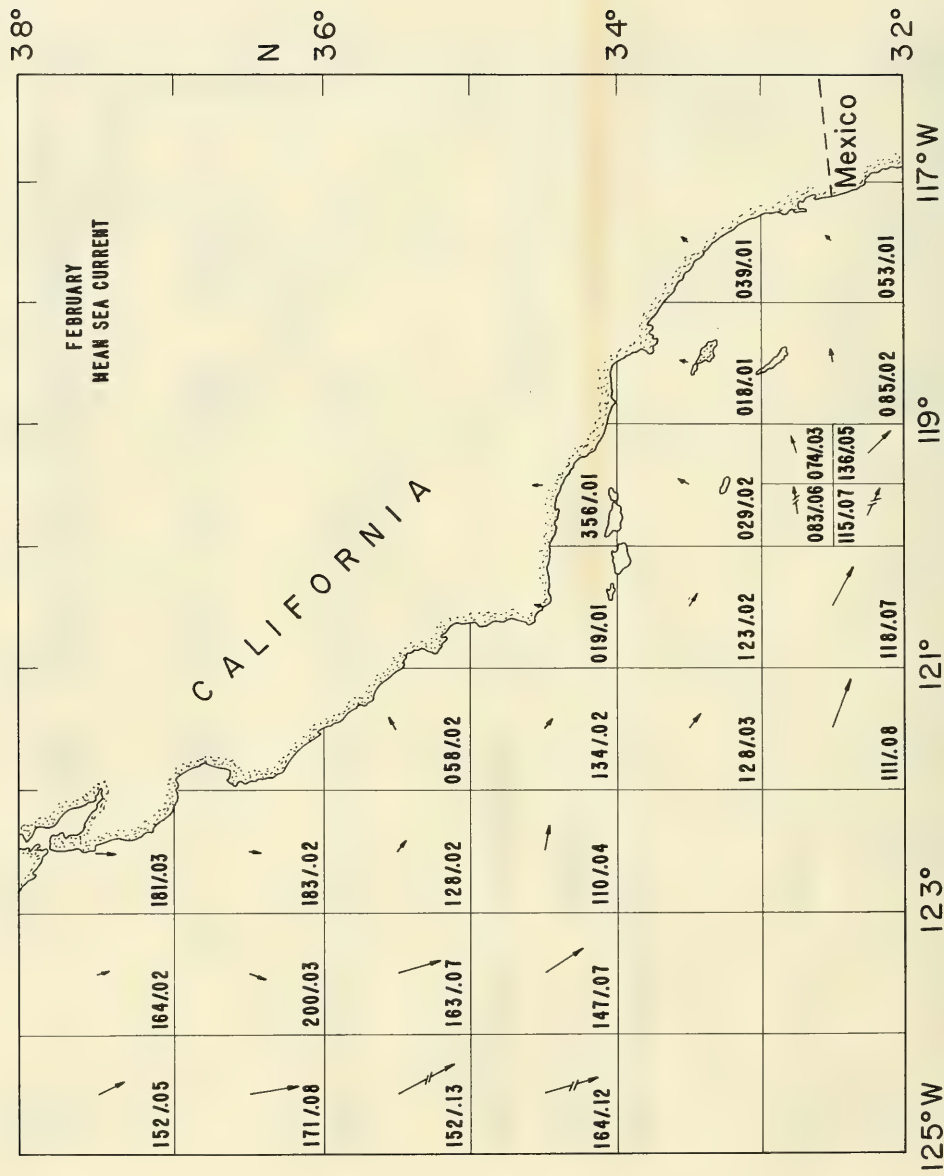 38°
FEBRUARY
MEAN SEA CURRENT
152/.05 164/.02 181/.03
N
CALIFORNIA
171/.08 200/.03 183/.02
36°
152/.13 163/.07 128/.02 058/.02
356/.01
164/.12 147/.07 110/.04 134/.02 019/.01
34°
128/.03 123/.02 029/.02 018/.01 039/.01
083/.06 074/.03
115/.07 136/.05
Mexico
111/.08 118/.07 085/.02 053/.01
32°
125°W 123° 121° 119° 117°W